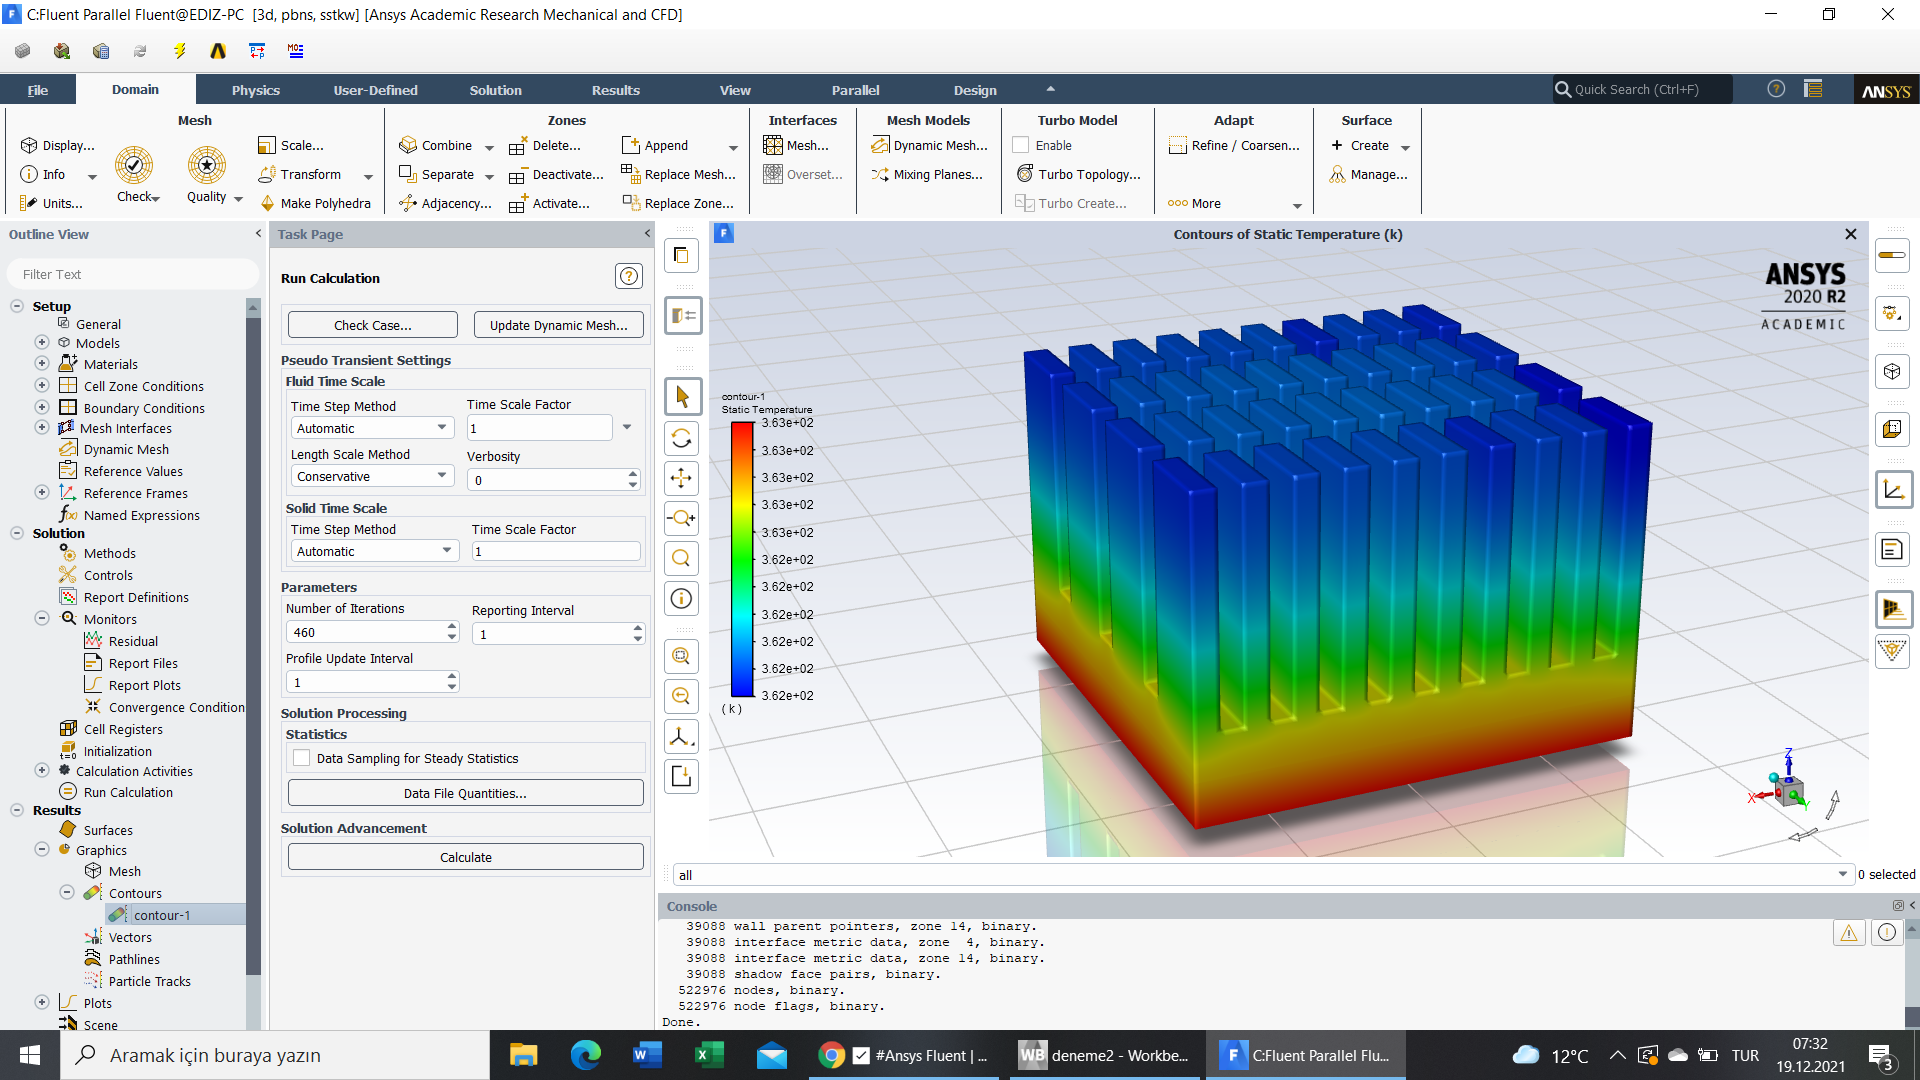 C:Fluent Parallel Fluent@EDIZ-PC [3d, pbns, sstkw] [Ansys Academic Research Mechanical and CFD]
File Domain Physics User-Defined Solution Results View Parallel Design Quick Search (Ctrl+F) ANSYS
Mesh Zones Interfaces Mesh Models Turbo Model Adapt Surface
Display... Scale... Combine Delete... Append Mesh... Dynamic Mesh... Enable Refine / Coarsen... Create
Info Check Quality Transform Separate Deactivate... Replace Mesh... Overset... Mixing Planes... Turbo Topology... Manage...
Units... Make Polyhedra Adjacency... Activate... Replace Zone... Turbo Create... More
Outline View
Filter Text
Setup
General
Models
Materials
Cell Zone Conditions
Boundary Conditions
Mesh Interfaces
Dynamic Mesh
Reference Values
Reference Frames
Named Expressions
Solution
Methods
Controls
Report Definitions
Monitors
Residual
Report Files
Report Plots
Convergence Condition
Cell Registers
Initialization
Calculation Activities
Run Calculation
Results
Surfaces
Graphics
Mesh
Contours
contour-1
Vectors
Pathlines
Particle Tracks
Plots
Scene
Task Page
Run Calculation
Check Case... Update Dynamic Mesh...
Pseudo Transient Settings
Fluid Time Scale
Time Step Method Time Scale Factor
Automatic 1
Length Scale Method Verbosity
Conservative 0
Solid Time Scale
Time Step Method Time Scale Factor
Automatic 1
Parameters
Number of Iterations Reporting Interval
460 1
Profile Update Interval
1
Solution Processing
Statistics
Data Sampling for Steady Statistics
Data File Quantities...
Solution Advancement
Calculate
Contours of Static Temperature (k)
ANSYS
2020 R2
ACADEMIC
contour-1
Static Temperature
3.63e+02
3.63e+02
3.63e+02
3.63e+02
3.63e+02
3.62e+02
3.62e+02
3.62e+02
3.62e+02
3.62e+02
3.62e+02
(k)
Z
X
Y
all 0 selected
Console
39088 wall parent pointers, zone 14, binary.
39088 interface metric data, zone 4, binary.
39088 interface metric data, zone 14, binary.
39088 shadow face pairs, binary.
522976 nodes, binary.
522976 node flags, binary.
Done.
Aramak için buraya yazın
#Ansys Fluent | ...
WB deneme2 - Workbe...
C:Fluent Parallel Flu...
12°C
TUR
07:32
19.12.2021
3